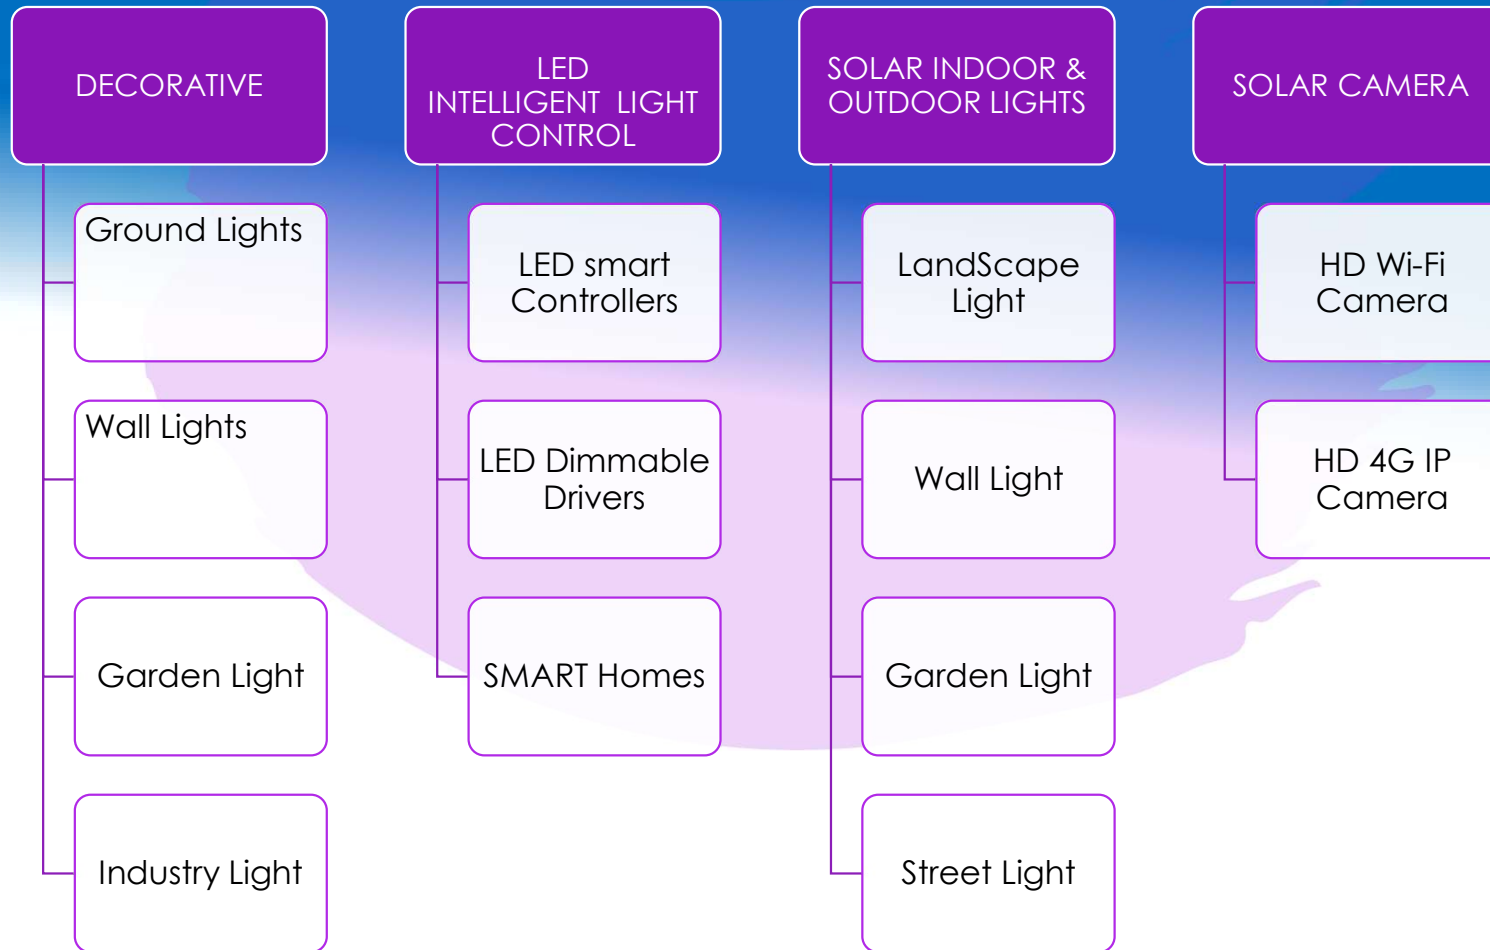 DECORATIVE
Ground Lights
Wall Lights
Garden Light
Industry Light
LED
INTELLIGENT LIGHT
CONTROL
LED smart
Controllers
LED Dimmable
Drivers
SMART Homes
SOLAR INDOOR &
OUTDOOR LIGHTS
LandScape
Light
Wall Light
Garden Light
Street Light
SOLAR CAMERA
HD Wi-Fi
Camera
HD 4G IP
Camera